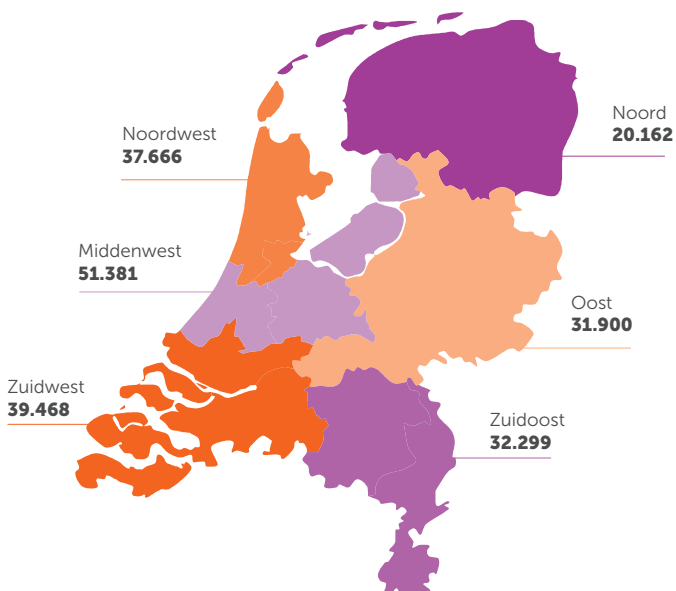 Noord
20.162
Noordwest
37.666
Middenwest
51.381
Oost
31.900
Zuidwest
39.468
Zuidoost
32.299